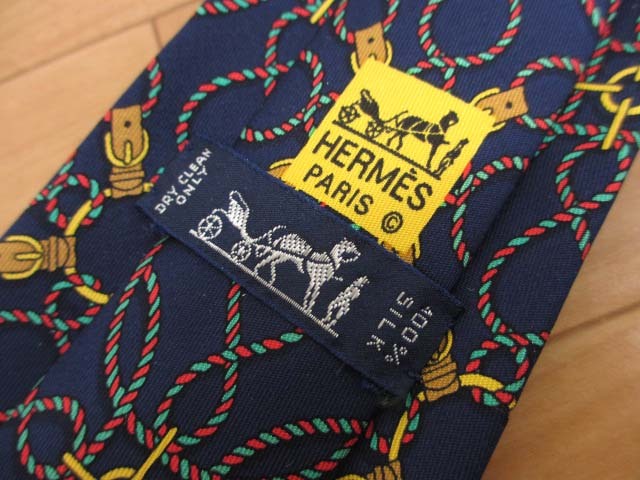 HERMÈS
PARIS ©
DRY CLEAN
ONLY
100%
SILK